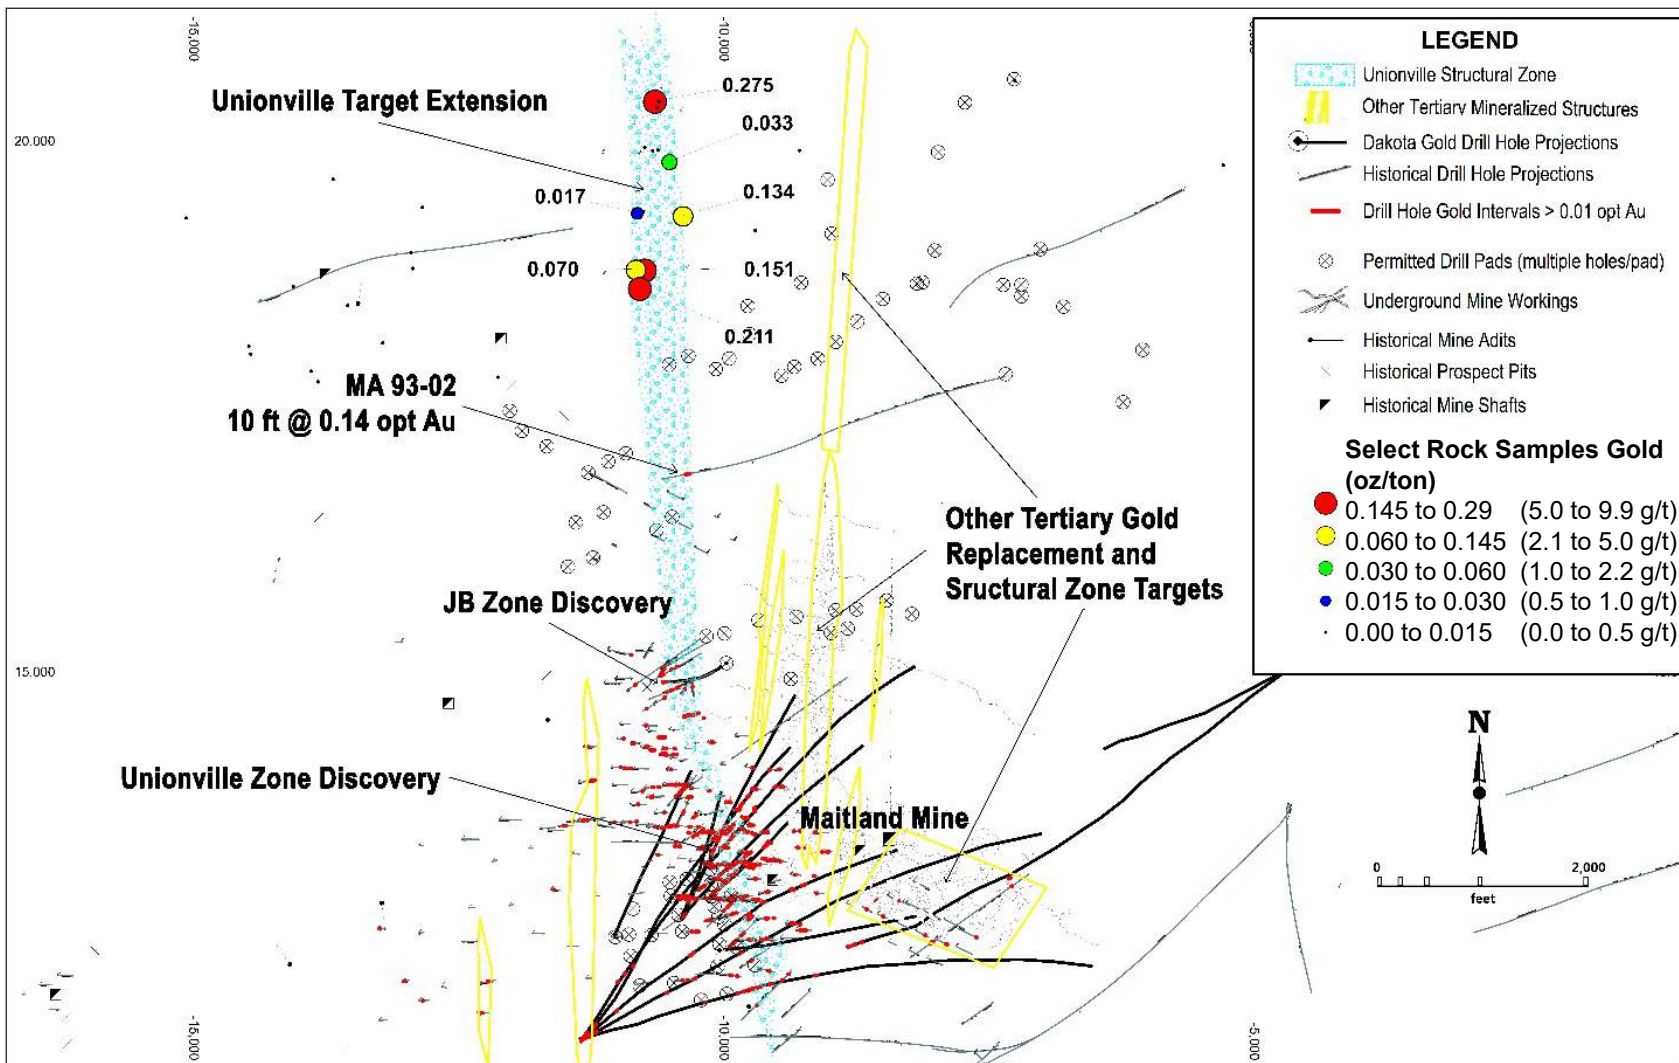 -15,000
-10,000
LEGEND
Unionville Structural Zone
Other Tertiary Mineralized Structures
Dakota Gold Drill Hole Projections
Historical Drill Hole Projections
Drill Hole Gold Intervals > 0.01 opt Au
Permitted Drill Pads (multiple holes/pad)
Underground Mine Workings
Historical Mine Adits
Historical Prospect Pits
Historical Mine Shafts
Select Rock Samples Gold
(oz/ton)
0.145 to 0.29 (5.0 to 9.9 g/t)
0.060 to 0.145 (2.1 to 5.0 g/t)
0.030 to 0.060 (1.0 to 2.2 g/t)
0.015 to 0.030 (0.5 to 1.0 g/t)
0.00 to 0.015 (0.0 to 0.5 g/t)
Unionville Target Extension
0.275
0.033
20.000
0.134
0.017
0.070
0.151
0.211
MA 93-02
10 ft @ 0.14 opt Au
Other Tertiary Gold
Replacement and
Sructural Zone Targets
JB Zone Discovery
15.000
Unionville Zone Discovery
Maitland Mine
N
0
2,000
feet
-15,000
-10,000
-5,000